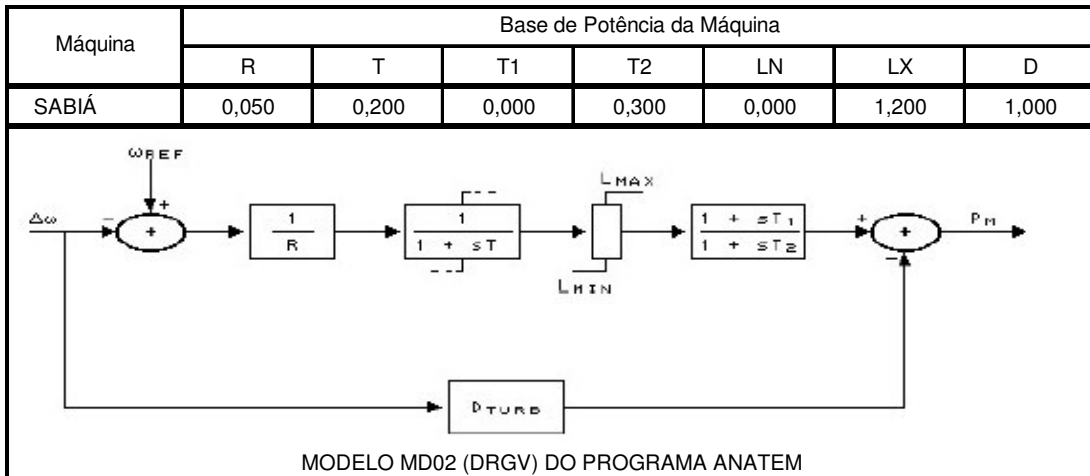 Máquina
Base de Potência da Máquina
R T T1 T2 LN LX D
SABIÁ 0,050 0,200 0,000 0,300 0,000 1,200 1,000
ωREF
LMAX
Δω - + + 1 / R 1 / 1 + sT 1 + sT1 / 1 + sT2 + + - PM
LMIN
DTURB
MODELO MD02 (DRGV) DO PROGRAMA ANATEM